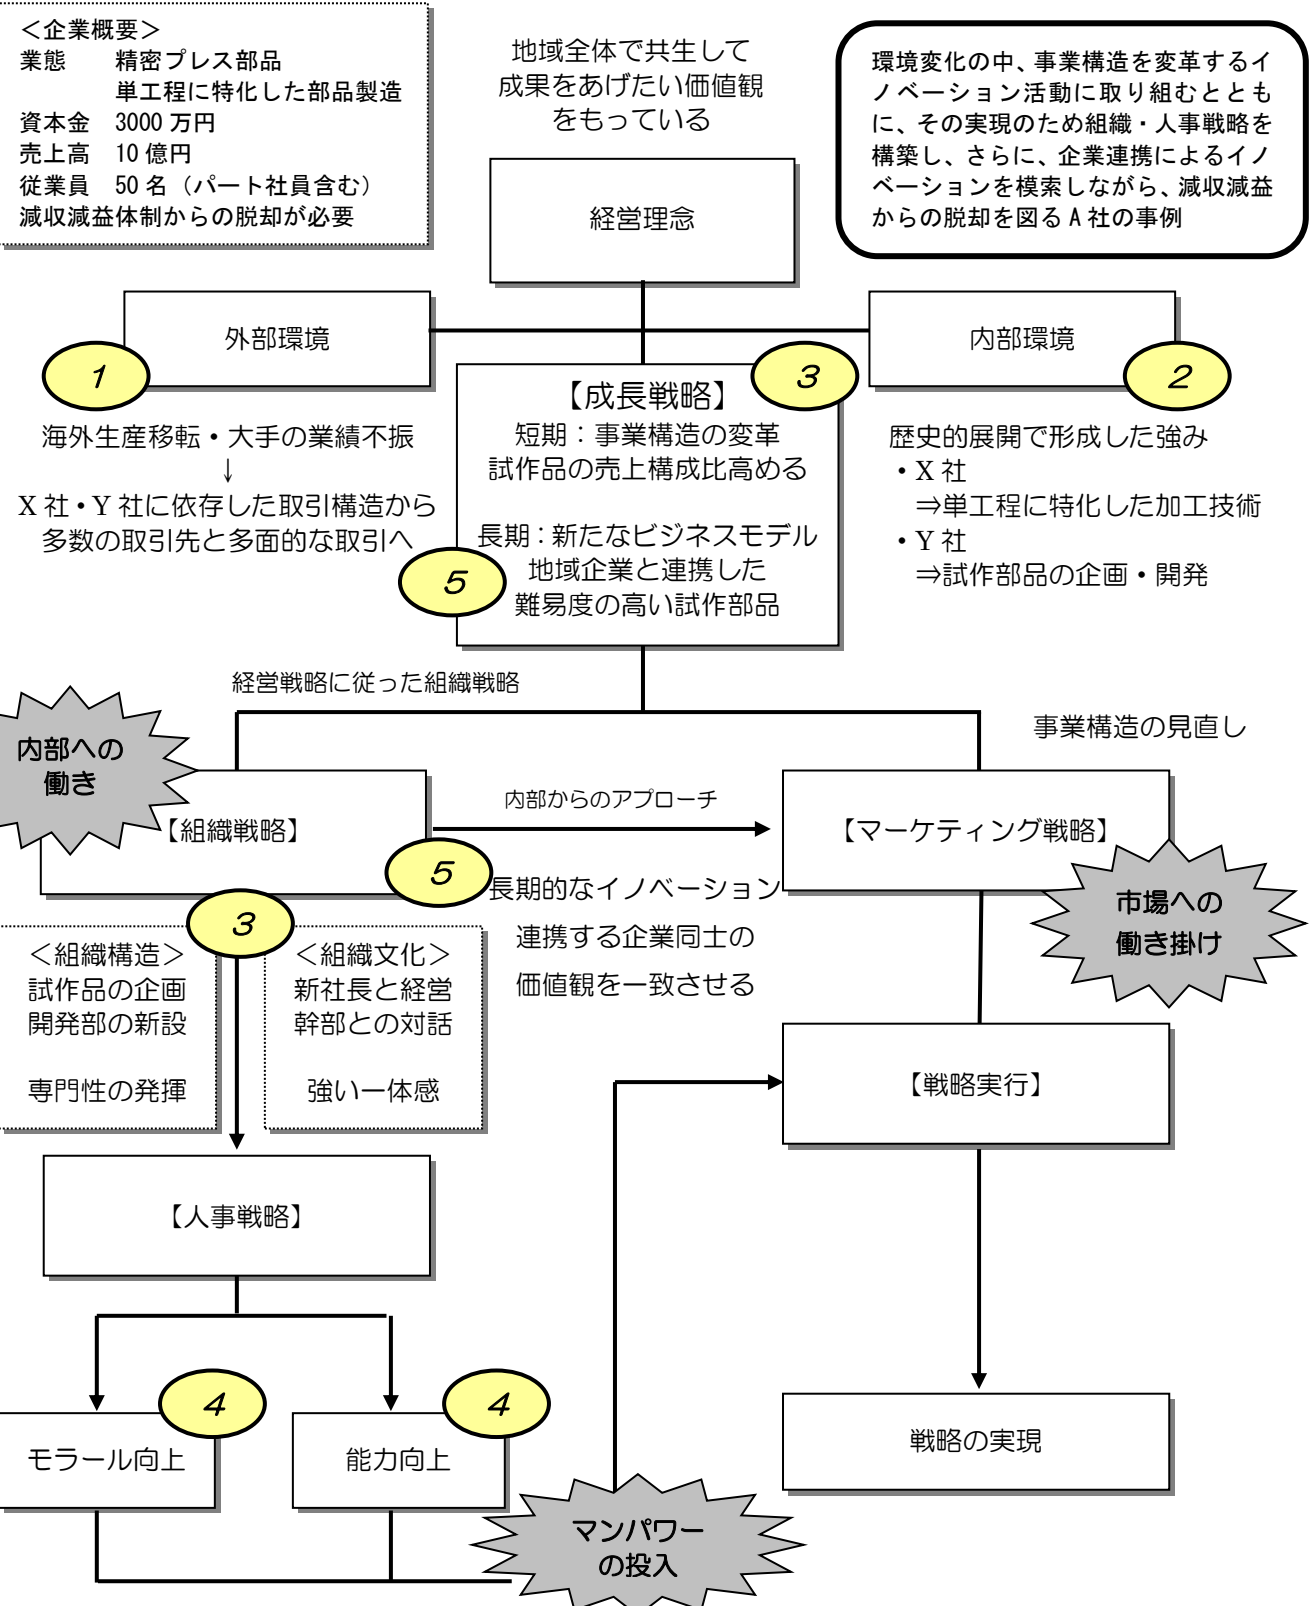 ＜企業概要＞
業態　　精密プレス部品
単工程に特化した部品製造
資本金　3000 万円
売上高　10 億円
従業員　50 名（パート社員含む）
減収減益体制からの脱却が必要
地域全体で共生して
成果をあげたい価値観
をもっている
環境変化の中、事業構造を変革するイ
ノベーション活動に取り組むととも
に、その実現のため組織・人事戦略を
構築し、さらに、企業連携によるイノ
ベーションを模索しながら、減収減益
からの脱却を図る A 社の事例
経営理念
外部環境
1
内部環境
2
海外生産移転・大手の業績不振
↓
X 社・Y 社に依存した取引構造から
多数の取引先と多面的な取引へ
3
【成長戦略】
短期：事業構造の変革
試作品の売上構成比高める
長期：新たなビジネスモデル
地域企業と連携した
難易度の高い試作部品
5
歴史的展開で形成した強み
・X 社
⇒単工程に特化した加工技術
・Y 社
⇒試作部品の企画・開発
経営戦略に従った組織戦略
事業構造の見直し
内部への
働き
【組織戦略】
5
内部からのアプローチ
【マーケティング戦略】
市場への
働き掛け
長期的なイノベーション
連携する企業同士の
価値観を一致させる
3
＜組織構造＞
試作品の企画
開発部の新設
専門性の発揮
＜組織文化＞
新社長と経営
幹部との対話
強い一体感
【戦略実行】
【人事戦略】
4
モラール向上
4
能力向上
戦略の実現
マンパワー
の投入